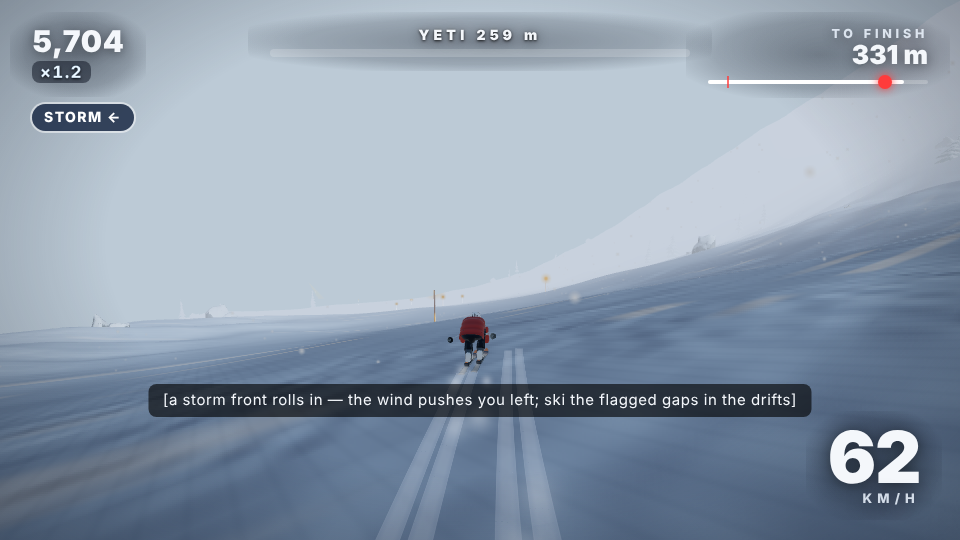 5,704
×1.2
STORM ←
YETI 259 m
TO FINISH
331 m
[a storm front rolls in — the wind pushes you left; ski the flagged gaps in the drifts]
62
KM/H